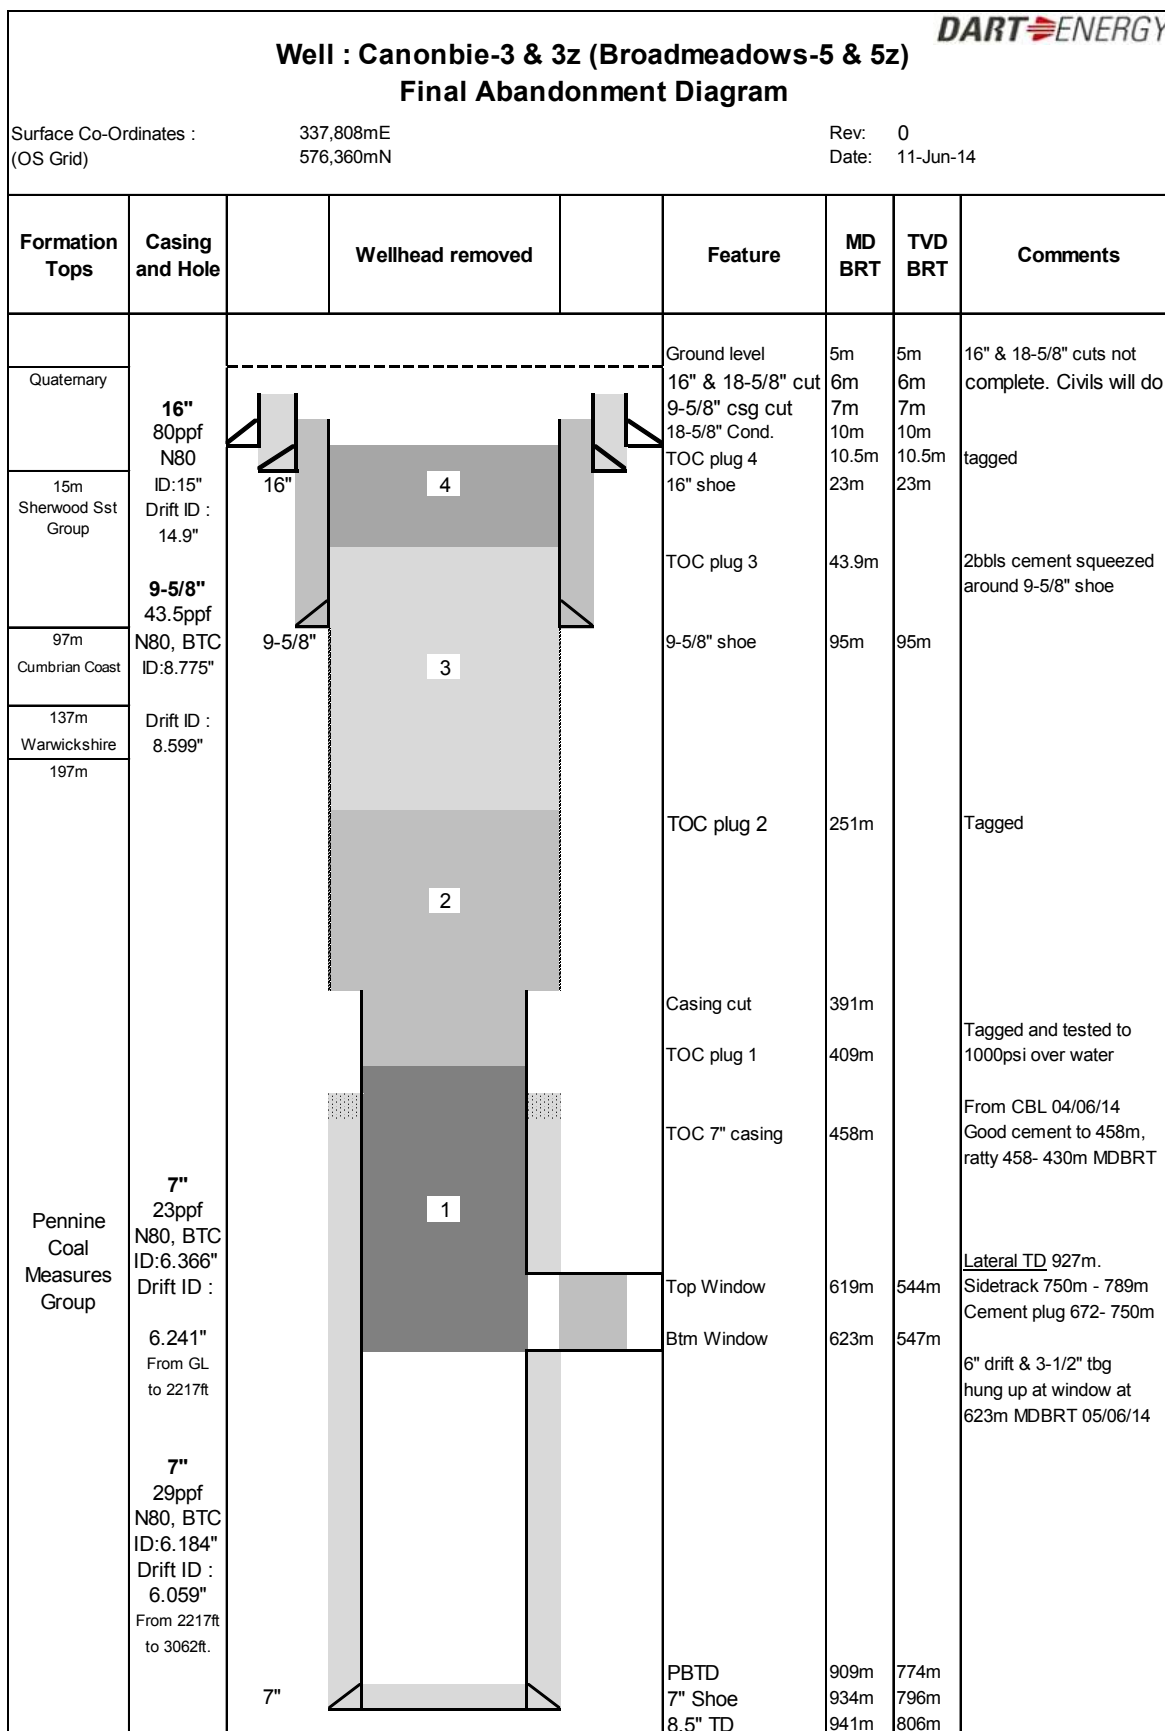 DART ENERGY
Well : Canonbie-3 & 3z (Broadmeadows-5 & 5z)
Final Abandonment Diagram
Surface Co-Ordinates : 337,808mE Rev: 0
(OS Grid) 576,360mN Date: 11-Jun-14
Formation Tops Casing and Hole Wellhead removed Feature MD BRT TVD BRT Comments
Ground level 5m 5m 16" & 18-5/8" cuts not
Quaternary 16" & 18-5/8" cut 6m 6m complete. Civils will do
16" 9-5/8" csg cut 7m 7m
80ppf 18-5/8" Cond. 10m 10m
N80 TOC plug 4 10.5m 10.5m tagged
15m ID:15" 16" 4 16" shoe 23m 23m
Sherwood Sst Drift ID :
Group 14.9"
TOC plug 3 43.9m 2bbls cement squeezed
9-5/8" around 9-5/8" shoe
43.5ppf
97m N80, BTC 9-5/8" 9-5/8" shoe 95m 95m
Cumbrian Coast ID:8.775" 3
137m Drift ID :
Warwickshire 8.599"
197m
TOC plug 2 251m Tagged
2
Casing cut 391m
Tagged and tested to
TOC plug 1 409m 1000psi over water
From CBL 04/06/14
TOC 7" casing 458m Good cement to 458m,
ratty 458- 430m MDBRT
7"
Pennine 23ppf 1
Coal N80, BTC
Measures ID:6.366" Lateral TD 927m.
Group Drift ID : Top Window 619m 544m Sidetrack 750m - 789m
Cement plug 672- 750m
6.241" Btm Window 623m 547m
From GL 6" drift & 3-1/2" tbg
to 2217ft hung up at window at
623m MDBRT 05/06/14
7"
29ppf
N80, BTC
ID:6.184"
Drift ID :
6.059"
From 2217ft
to 3062ft.
PBTD 909m 774m
7" 7" Shoe 934m 796m
8.5" TD 941m 806m